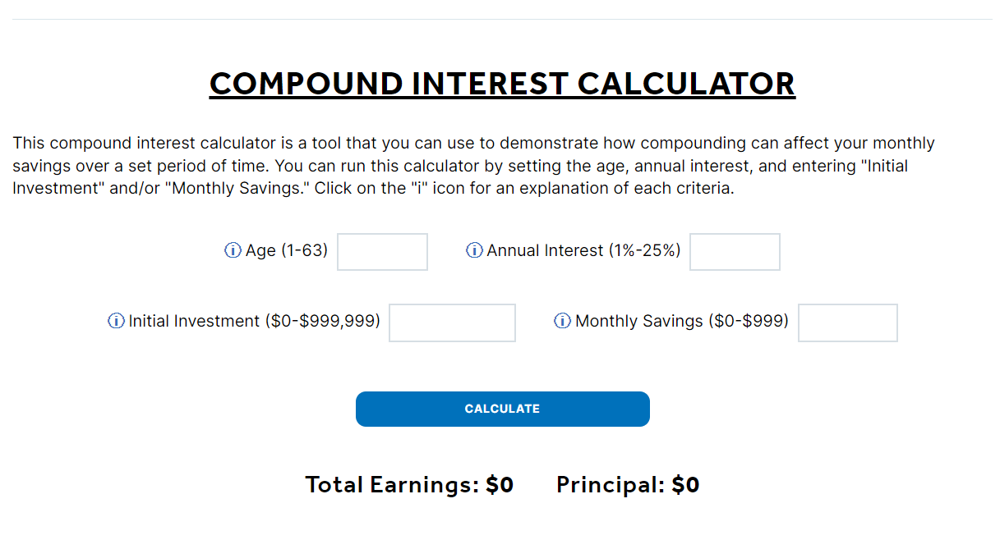 COMPOUND INTEREST CALCULATOR
This compound interest calculator is a tool that you can use to demonstrate how compounding can affect your monthly
savings over a set period of time. You can run this calculator by setting the age, annual interest, and entering "Initial
Investment" and/or "Monthly Savings." Click on the "i" icon for an explanation of each criteria.
i Age (1-63) i Annual Interest (1%-25%)
i Initial Investment ($0-$999,999) i Monthly Savings ($0-$999)
CALCULATE
Total Earnings: $0 Principal: $0